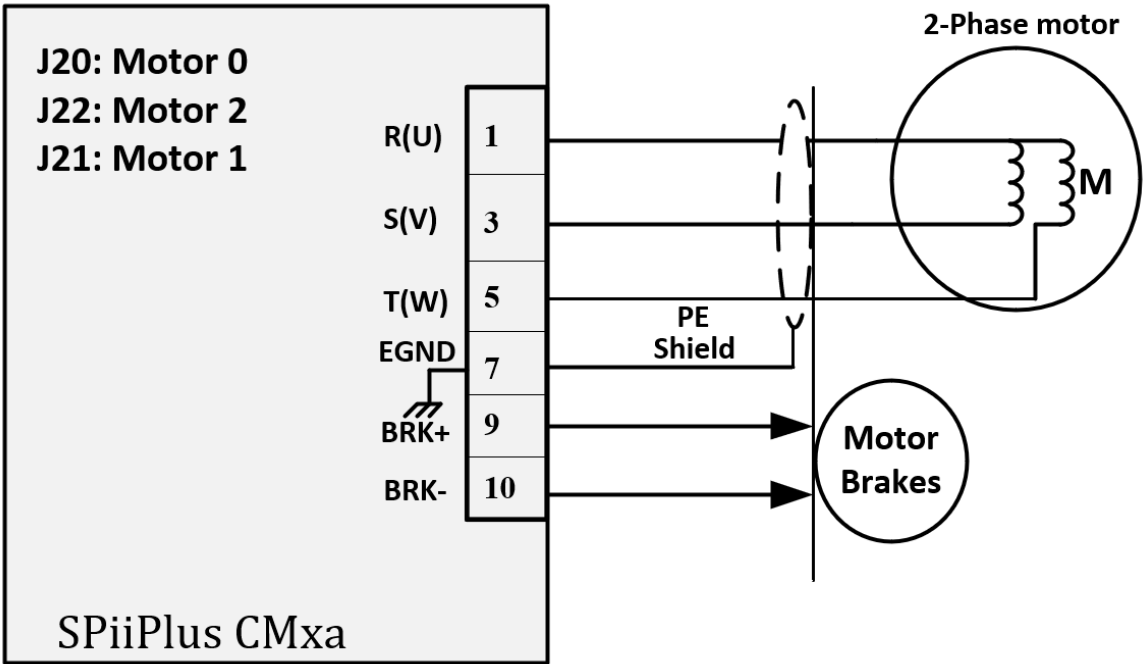 2-Phase motor
J20: Motor 0
J22: Motor 2
J21: Motor 1
R(U) 1
S(V) 3
T(W) 5
EGND 7
BRK+ 9
BRK- 10
M
PE
Shield
Motor
Brakes
SPiiPlus CMxa